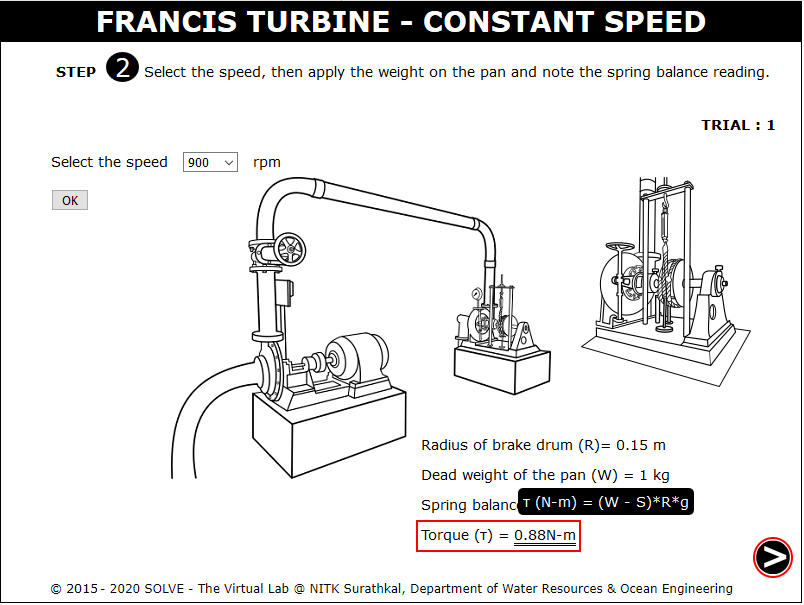 FRANCIS TURBINE - CONSTANT SPEED
STEP 2 Select the speed, then apply the weight on the pan and note the spring balance reading.
TRIAL : 1
Select the speed 900 rpm
OK
Radius of brake drum (R)= 0.15 m
Dead weight of the pan (W) = 1 kg
Spring balanc τ (N-m) = (W - S)*R*g
Torque (τ) = 0.88N-m
>
© 2015- 2020 SOLVE - The Virtual Lab @ NITK Surathkal, Department of Water Resources & Ocean Engineering